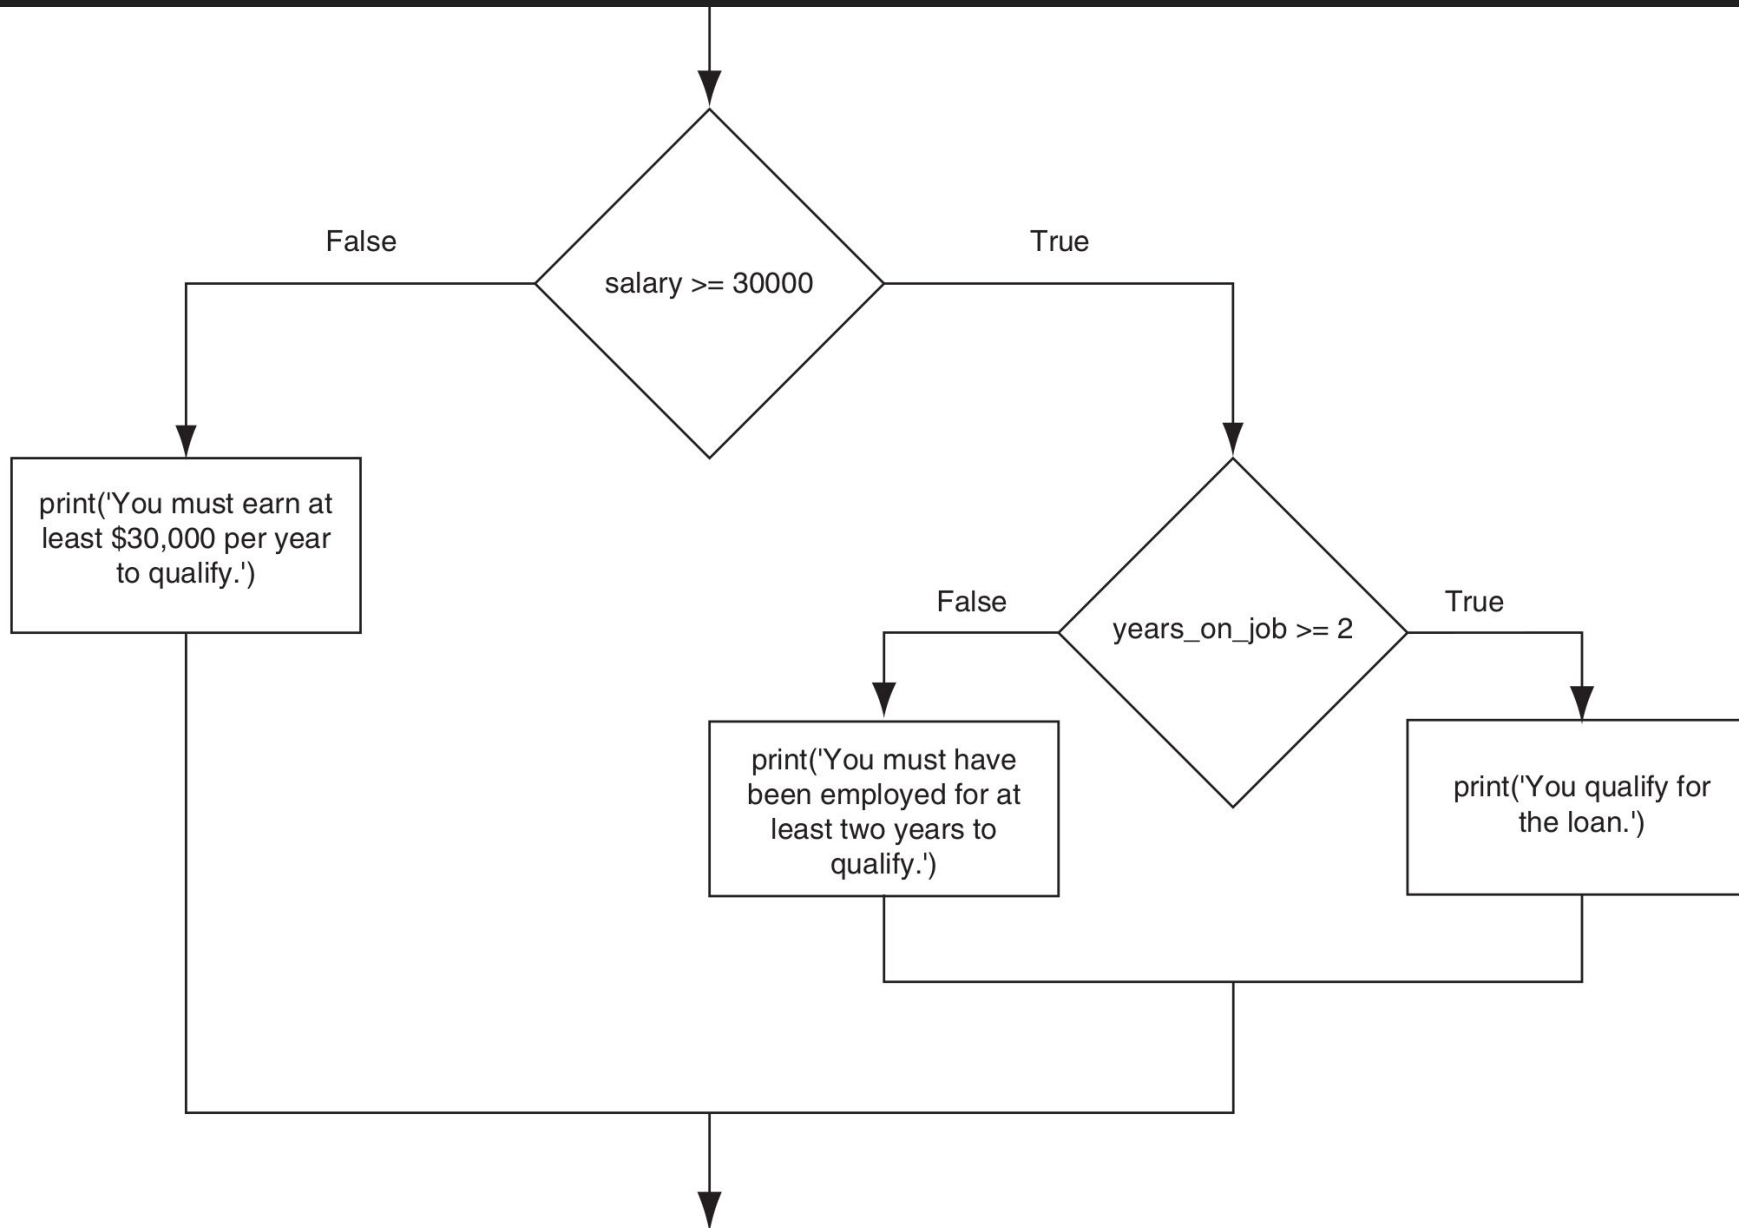 False
True
salary >= 30000
print('You must earn at
least $30,000 per year
to qualify.')
False
True
years_on_job >= 2
print('You must have
been employed for at
least two years to
qualify.')
print('You qualify for
the loan.')